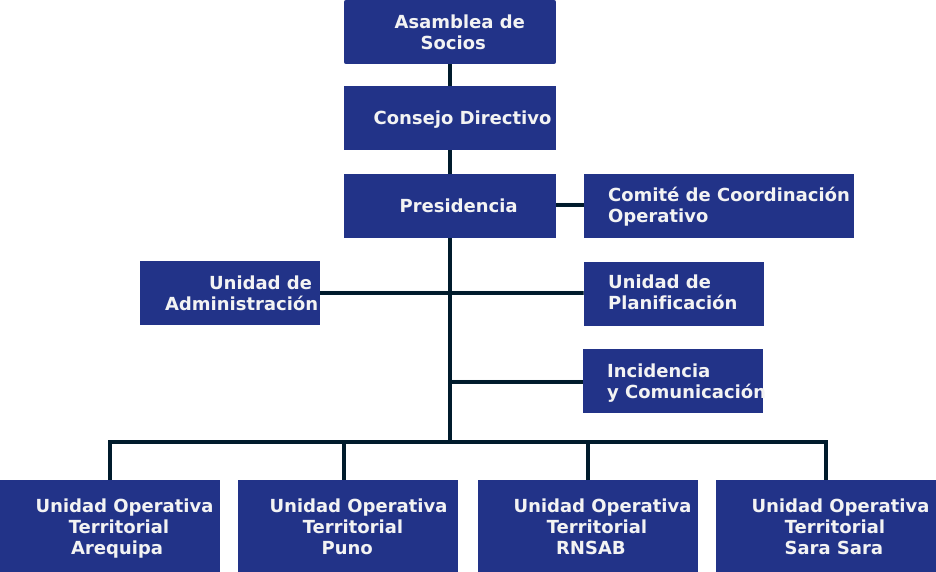 Asamblea de
Socios
Consejo Directivo
Presidencia
Comité de Coordinación
Operativo
Unidad de
Administración
Unidad de
Planificación
Incidencia
y Comunicación
Unidad Operativa
Territorial
Arequipa
Unidad Operativa
Territorial
Puno
Unidad Operativa
Territorial
RNSAB
Unidad Operativa
Territorial
Sara Sara